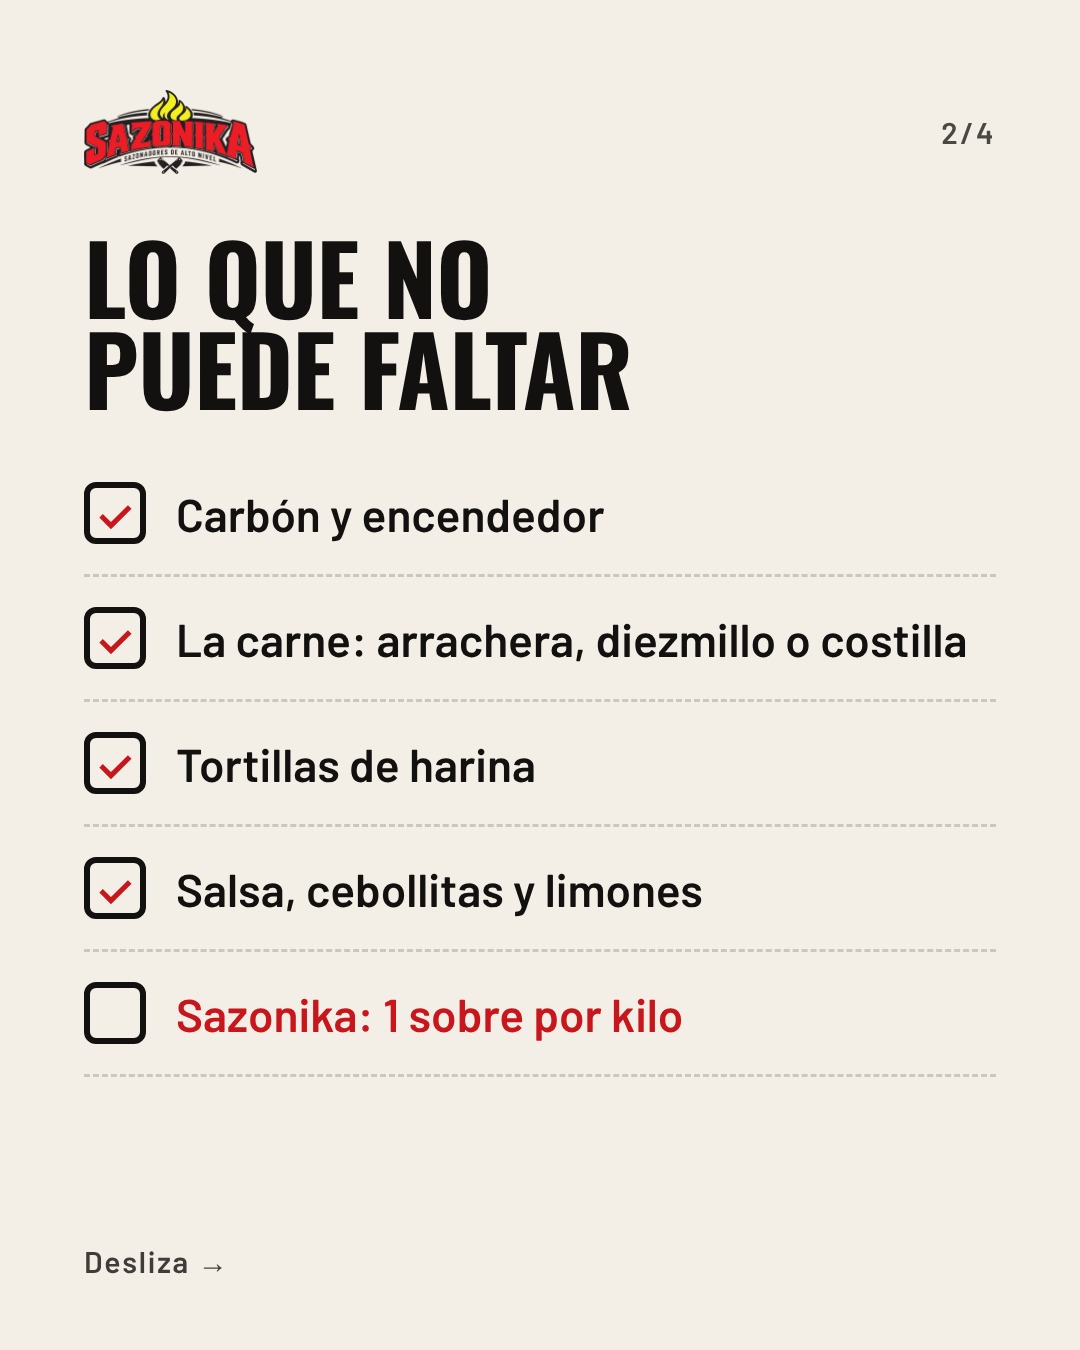 SAZONIKA
SAZONADORES DE ALTO NIVEL
2/4
LO QUE NO
PUEDE FALTAR
Carbón y encendedor
La carne: arrachera, diezmillo o costilla
Tortillas de harina
Salsa, cebollitas y limones
Sazonika: 1 sobre por kilo
Desliza →